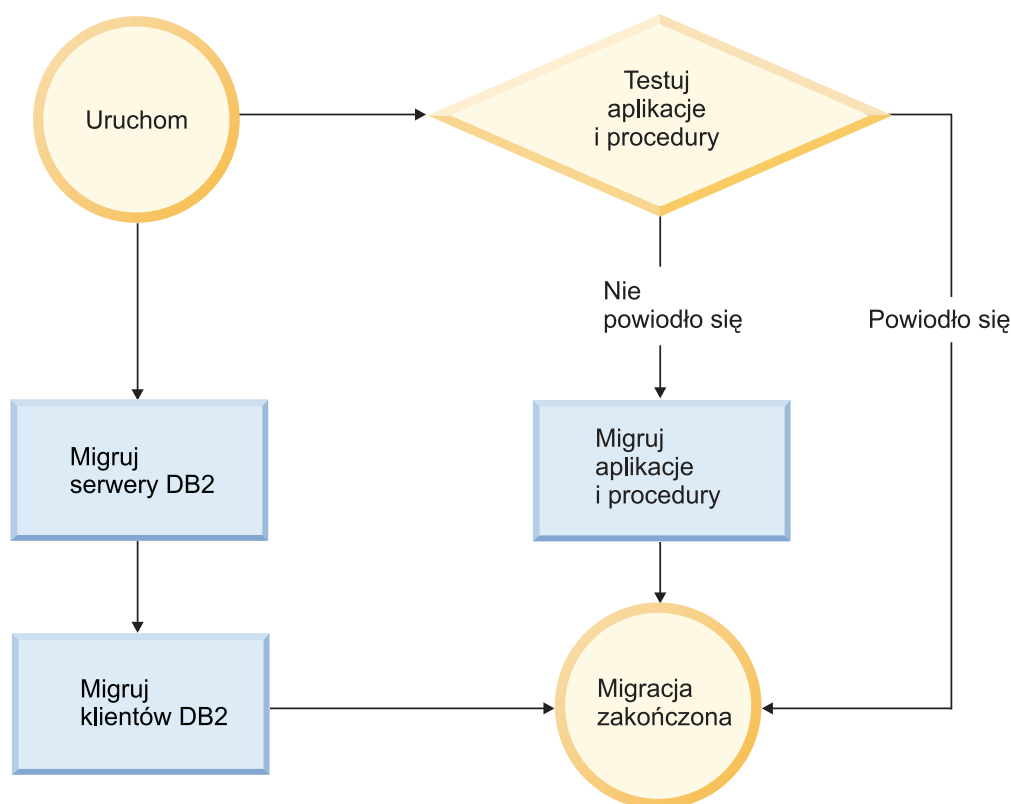 Uruchom
Testuj
aplikacje
i procedury
Nie
powiodło się
Powiodło się
Migruj
serwery DB2
Migruj
aplikacje
i procedury
Migruj
klientów DB2
Migracja
zakończona